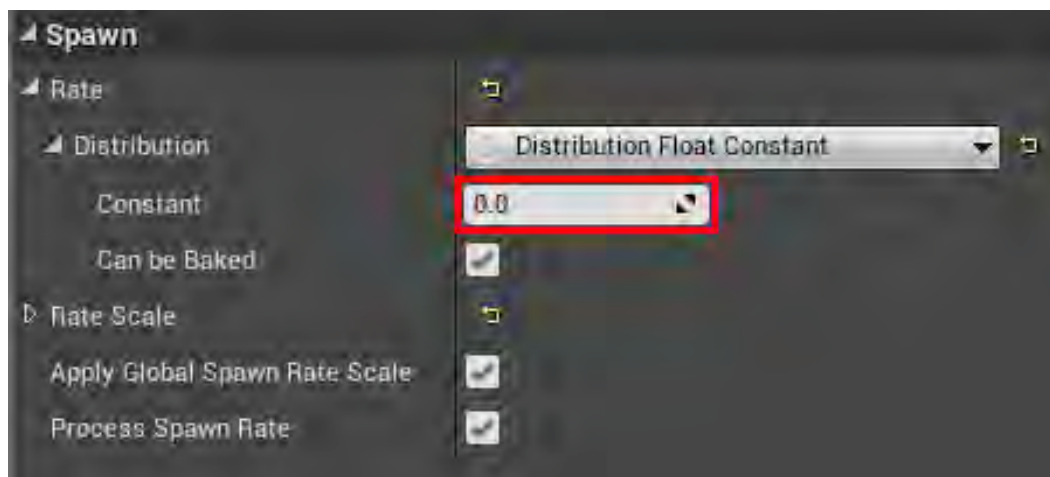 Spawn
Rate
Distribution Distribution Float Constant
Constant 0.0
Can be Baked
Rate Scale
Apply Global Spawn Rate Scale
Process Spawn Rate